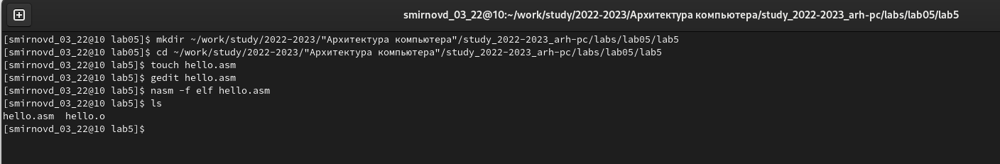 smirnovd_03_22@10:~/work/study/2022-2023/Архитектура компьютера/study_2022-2023_arh-pc/labs/lab05/lab5
[smirnovd_03_22@10 lab05]$ mkdir ~/work/study/2022-2023/"Архитектура компьютера"/study_2022-2023_arh-pc/labs/lab05/lab5
[smirnovd_03_22@10 lab05]$ cd ~/work/study/2022-2023/"Архитектура компьютера"/study_2022-2023_arh-pc/labs/lab05/lab5
[smirnovd_03_22@10 lab5]$ touch hello.asm
[smirnovd_03_22@10 lab5]$ gedit hello.asm
[smirnovd_03_22@10 lab5]$ nasm -f elf hello.asm
[smirnovd_03_22@10 lab5]$ ls
hello.asm  hello.o
[smirnovd_03_22@10 lab5]$